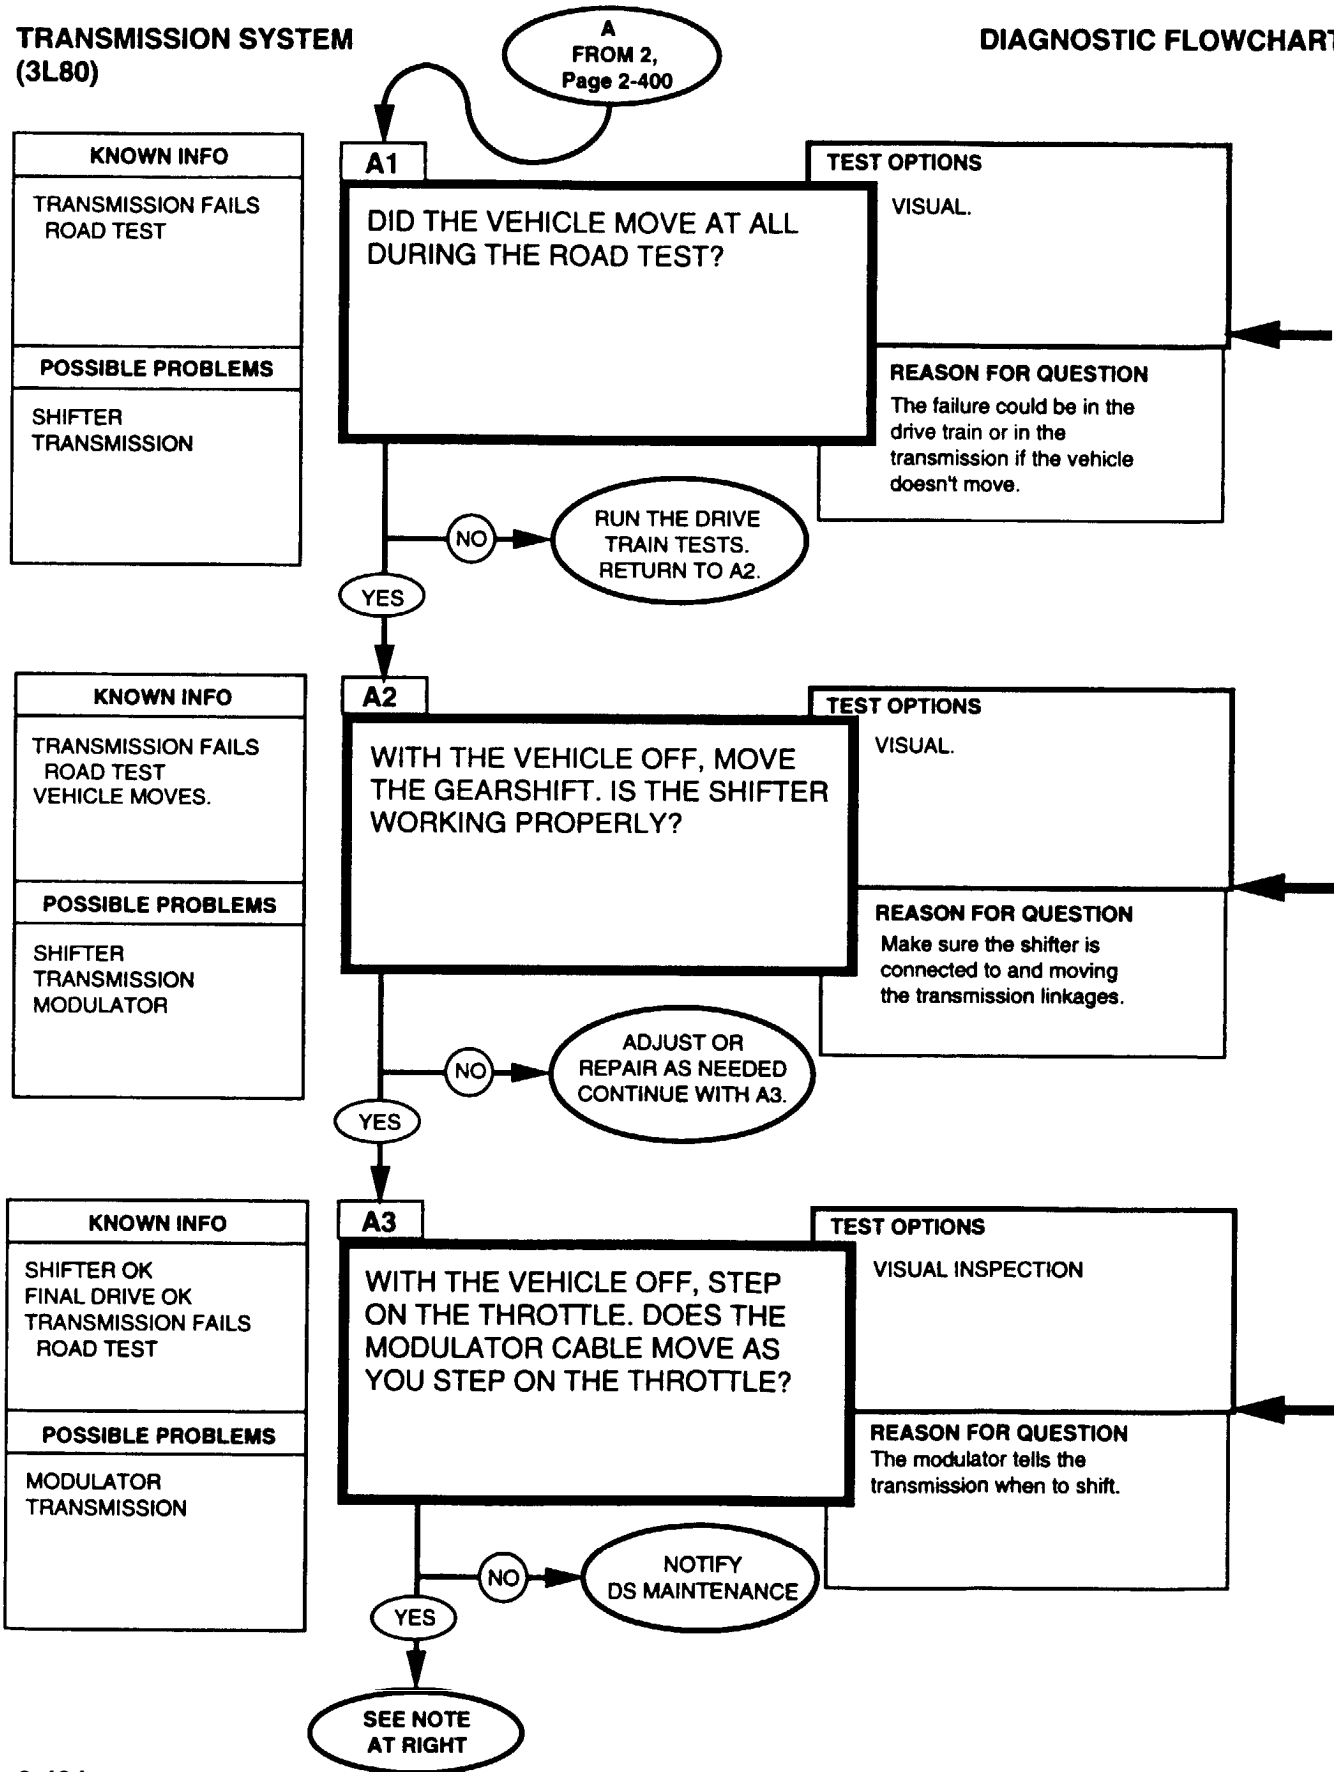 TRANSMISSION SYSTEM
(3L80)
DIAGNOSTIC FLOWCHART
A
FROM 2,
Page 2-400
KNOWN INFO
TRANSMISSION FAILS
ROAD TEST
POSSIBLE PROBLEMS
SHIFTER
TRANSMISSION
A1
DID THE VEHICLE MOVE AT ALL
DURING THE ROAD TEST?
TEST OPTIONS
VISUAL.
REASON FOR QUESTION
The failure could be in the
drive train or in the
transmission if the vehicle
doesn't move.
NO
RUN THE DRIVE
TRAIN TESTS.
RETURN TO A2.
YES
KNOWN INFO
TRANSMISSION FAILS
ROAD TEST
VEHICLE MOVES.
POSSIBLE PROBLEMS
SHIFTER
TRANSMISSION
MODULATOR
A2
WITH THE VEHICLE OFF, MOVE
THE GEARSHIFT. IS THE SHIFTER
WORKING PROPERLY?
TEST OPTIONS
VISUAL.
REASON FOR QUESTION
Make sure the shifter is
connected to and moving
the transmission linkages.
NO
ADJUST OR
REPAIR AS NEEDED
CONTINUE WITH A3.
YES
KNOWN INFO
SHIFTER OK
FINAL DRIVE OK
TRANSMISSION FAILS
ROAD TEST
POSSIBLE PROBLEMS
MODULATOR
TRANSMISSION
A3
WITH THE VEHICLE OFF, STEP
ON THE THROTTLE. DOES THE
MODULATOR CABLE MOVE AS
YOU STEP ON THE THROTTLE?
TEST OPTIONS
VISUAL INSPECTION
REASON FOR QUESTION
The modulator tells the
transmission when to shift.
NO
NOTIFY
DS MAINTENANCE
YES
SEE NOTE
AT RIGHT